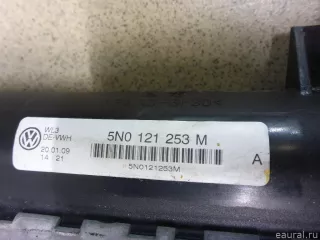 WL3
DE-VWH
5N0 121 253 M
20.01.09
14 21
5N0121253M
A
eaural.ru